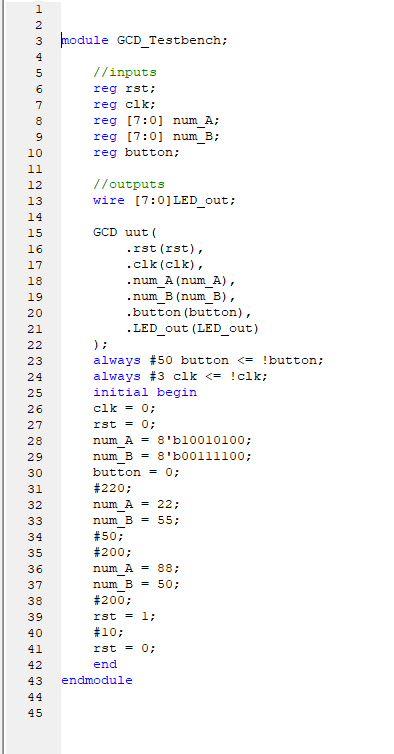 1
2
3 module GCD_Testbench;
4
5 //inputs
6 reg rst;
7 reg clk;
8 reg [7:0] num_A;
9 reg [7:0] num_B;
10 reg button;
11
12 //outputs
13 wire [7:0]LED_out;
14
15 GCD uut(
16 .rst(rst),
17 .clk(clk),
18 .num_A(num_A),
19 .num_B(num_B),
20 .button(button),
21 .LED_out(LED_out)
22 );
23 always #50 button <= !button;
24 always #3 clk <= !clk;
25 initial begin
26 clk = 0;
27 rst = 0;
28 num_A = 8'b10010100;
29 num_B = 8'b00111100;
30 button = 0;
31 #220;
32 num_A = 22;
33 num_B = 55;
34 #50;
35 #200;
36 num_A = 88;
37 num_B = 50;
38 #200;
39 rst = 1;
40 #10;
41 rst = 0;
42 end
43 endmodule
44
45